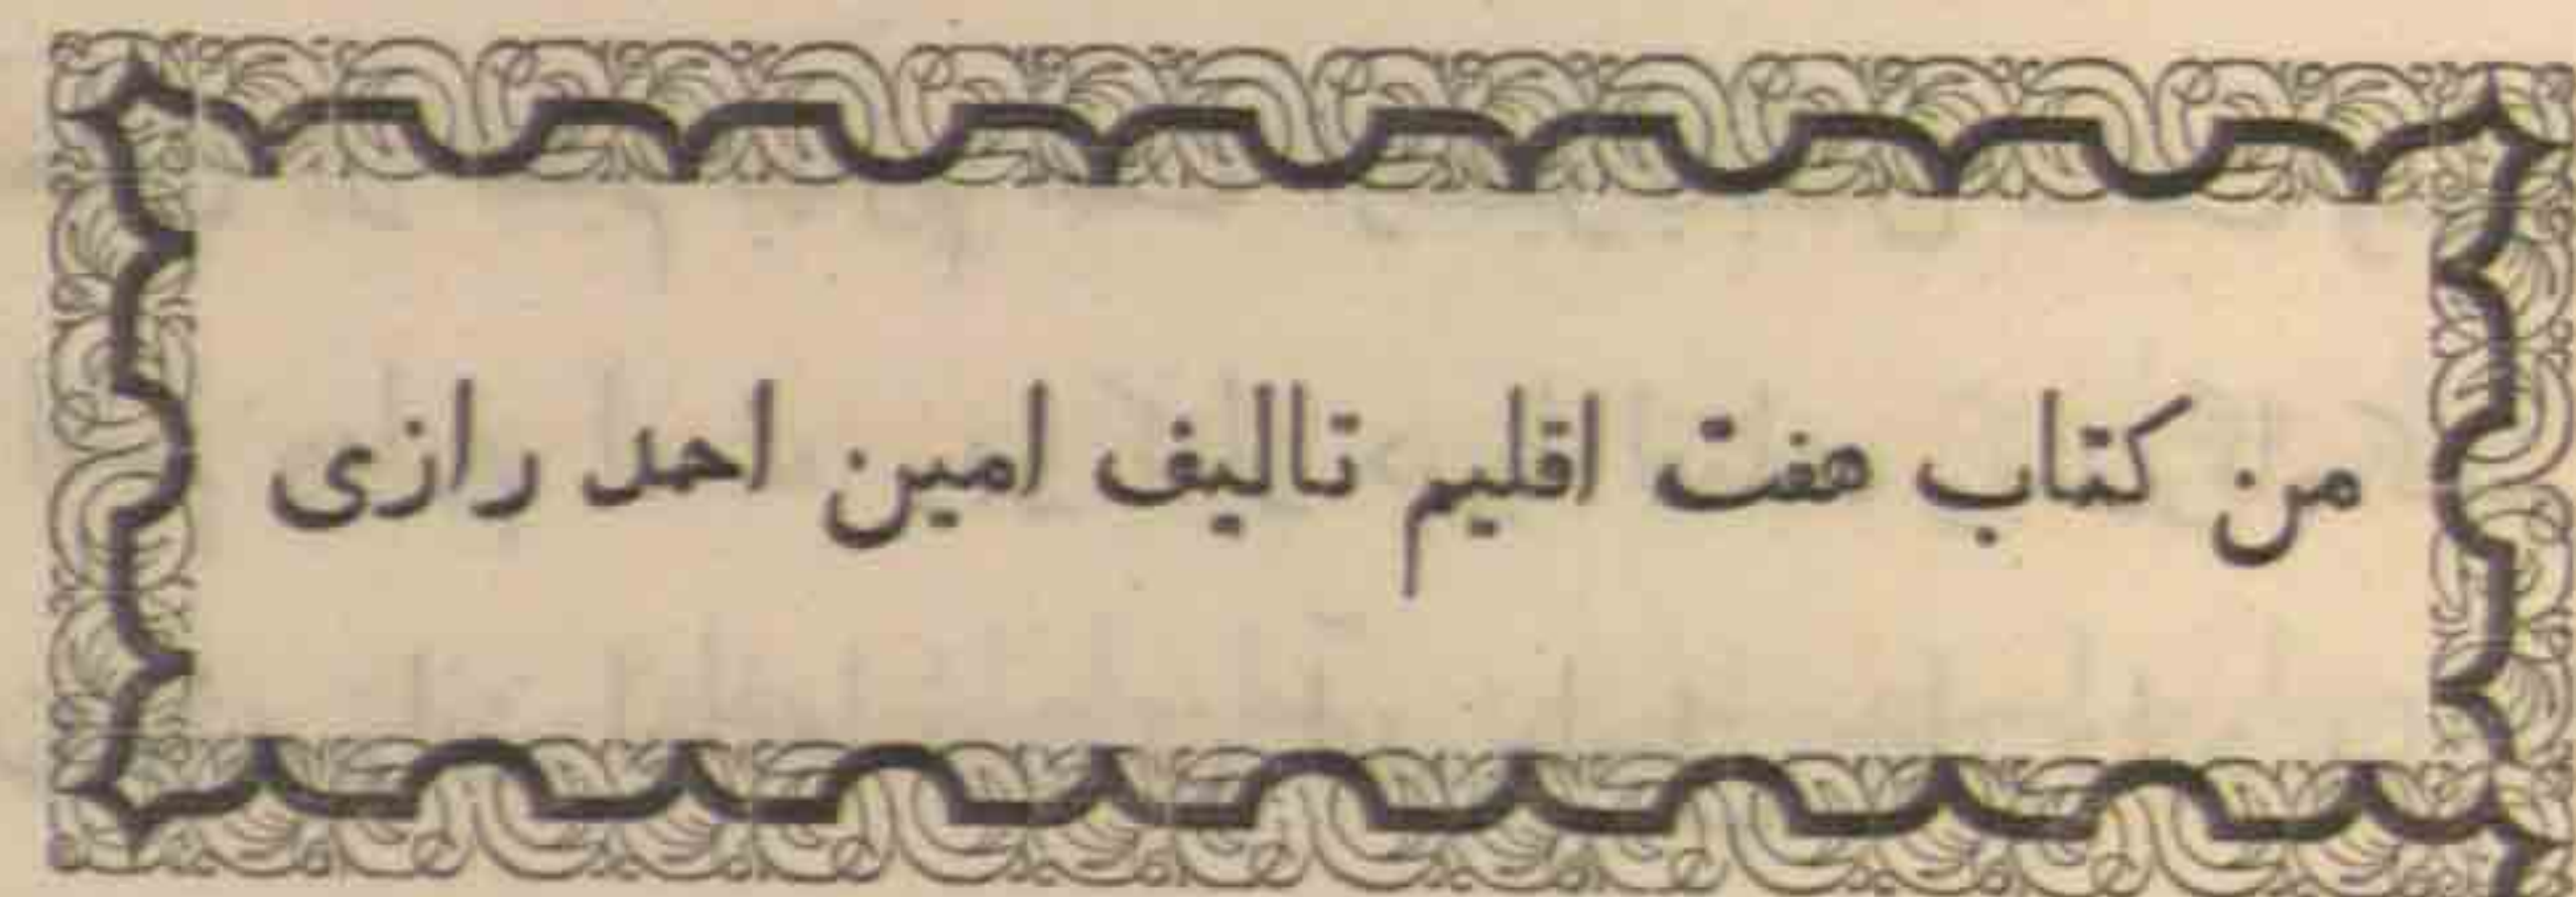 من کتاب هفت اقلیم تالیف امین احمد رازی